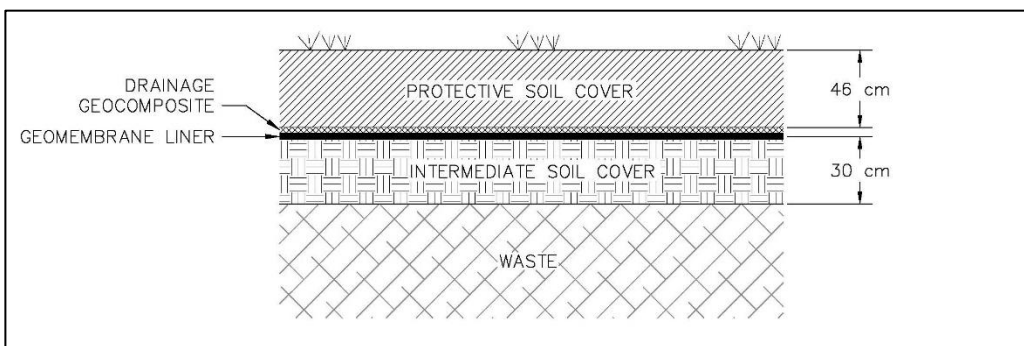 PROTECTIVE SOIL COVER
46 cm
DRAINAGE
GEOCOMPOSITE
GEOMEMBRANE LINER
INTERMEDIATE SOIL COVER
30 cm
WASTE